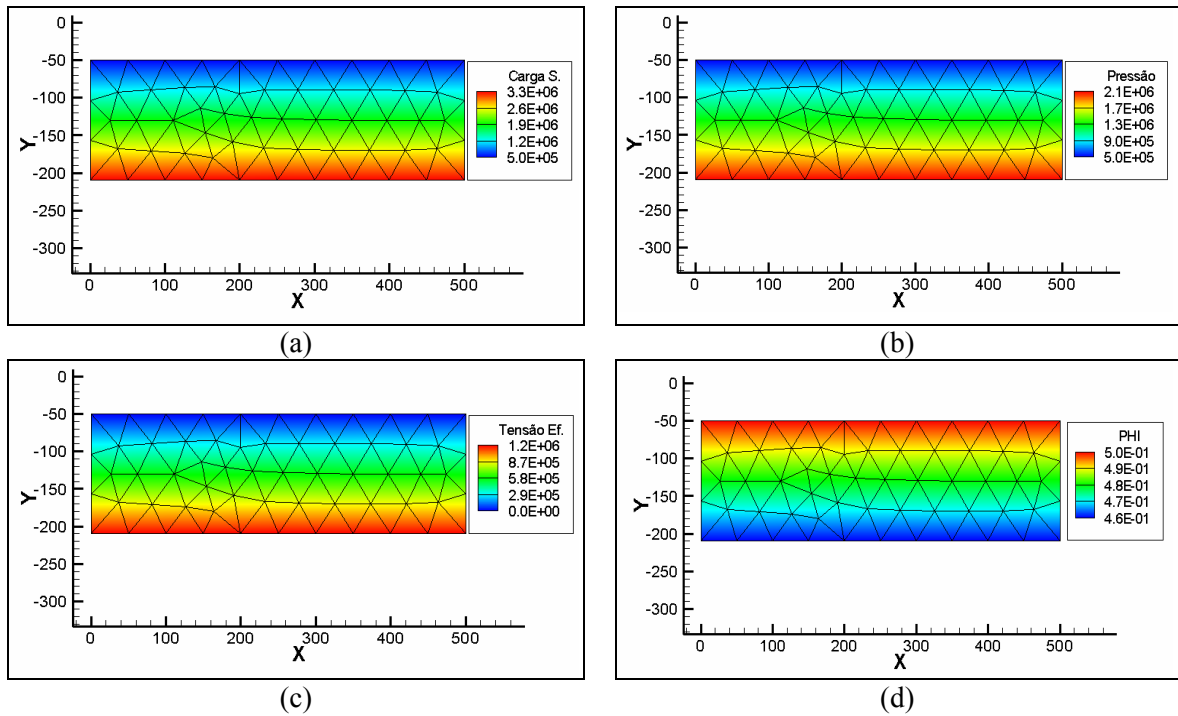 0
-50
-100
-150
-200
-250
-300
Y
0 100 200 300 400 500
X
Carga S.
3.3E+06
2.6E+06
1.9E+06
1.2E+06
5.0E+05
(a)
0
-50
-100
-150
-200
-250
-300
Y
0 100 200 300 400 500
X
Pressão
2.1E+06
1.7E+06
1.3E+06
9.0E+05
5.0E+05
(b)
0
-50
-100
-150
-200
-250
-300
Y
0 100 200 300 400 500
X
Tensão Ef.
1.2E+06
8.7E+05
5.8E+05
2.9E+05
0.0E+00
(c)
0
-50
-100
-150
-200
-250
-300
Y
0 100 200 300 400 500
X
PHI
5.0E-01
4.9E-01
4.8E-01
4.7E-01
4.6E-01
(d)